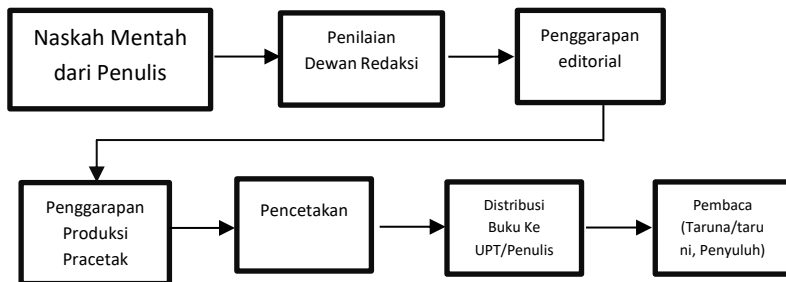 Naskah Mentah
dari Penulis
Penilaian
Dewan Redaksi
Penggarapan
editorial
Penggarapan
Produksi
Pracetak
Pencetakan
Distribusi
Buku Ke
UPT/Penulis
Pembaca
(Taruna/taru
ni, Penyuluh)